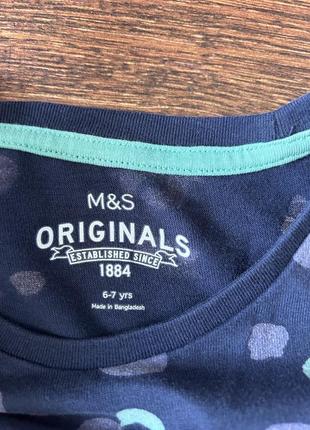 M&S
ORIGINALS
ESTABLISHED SINCE
1884
6-7 yrs
Made in Bangladesh